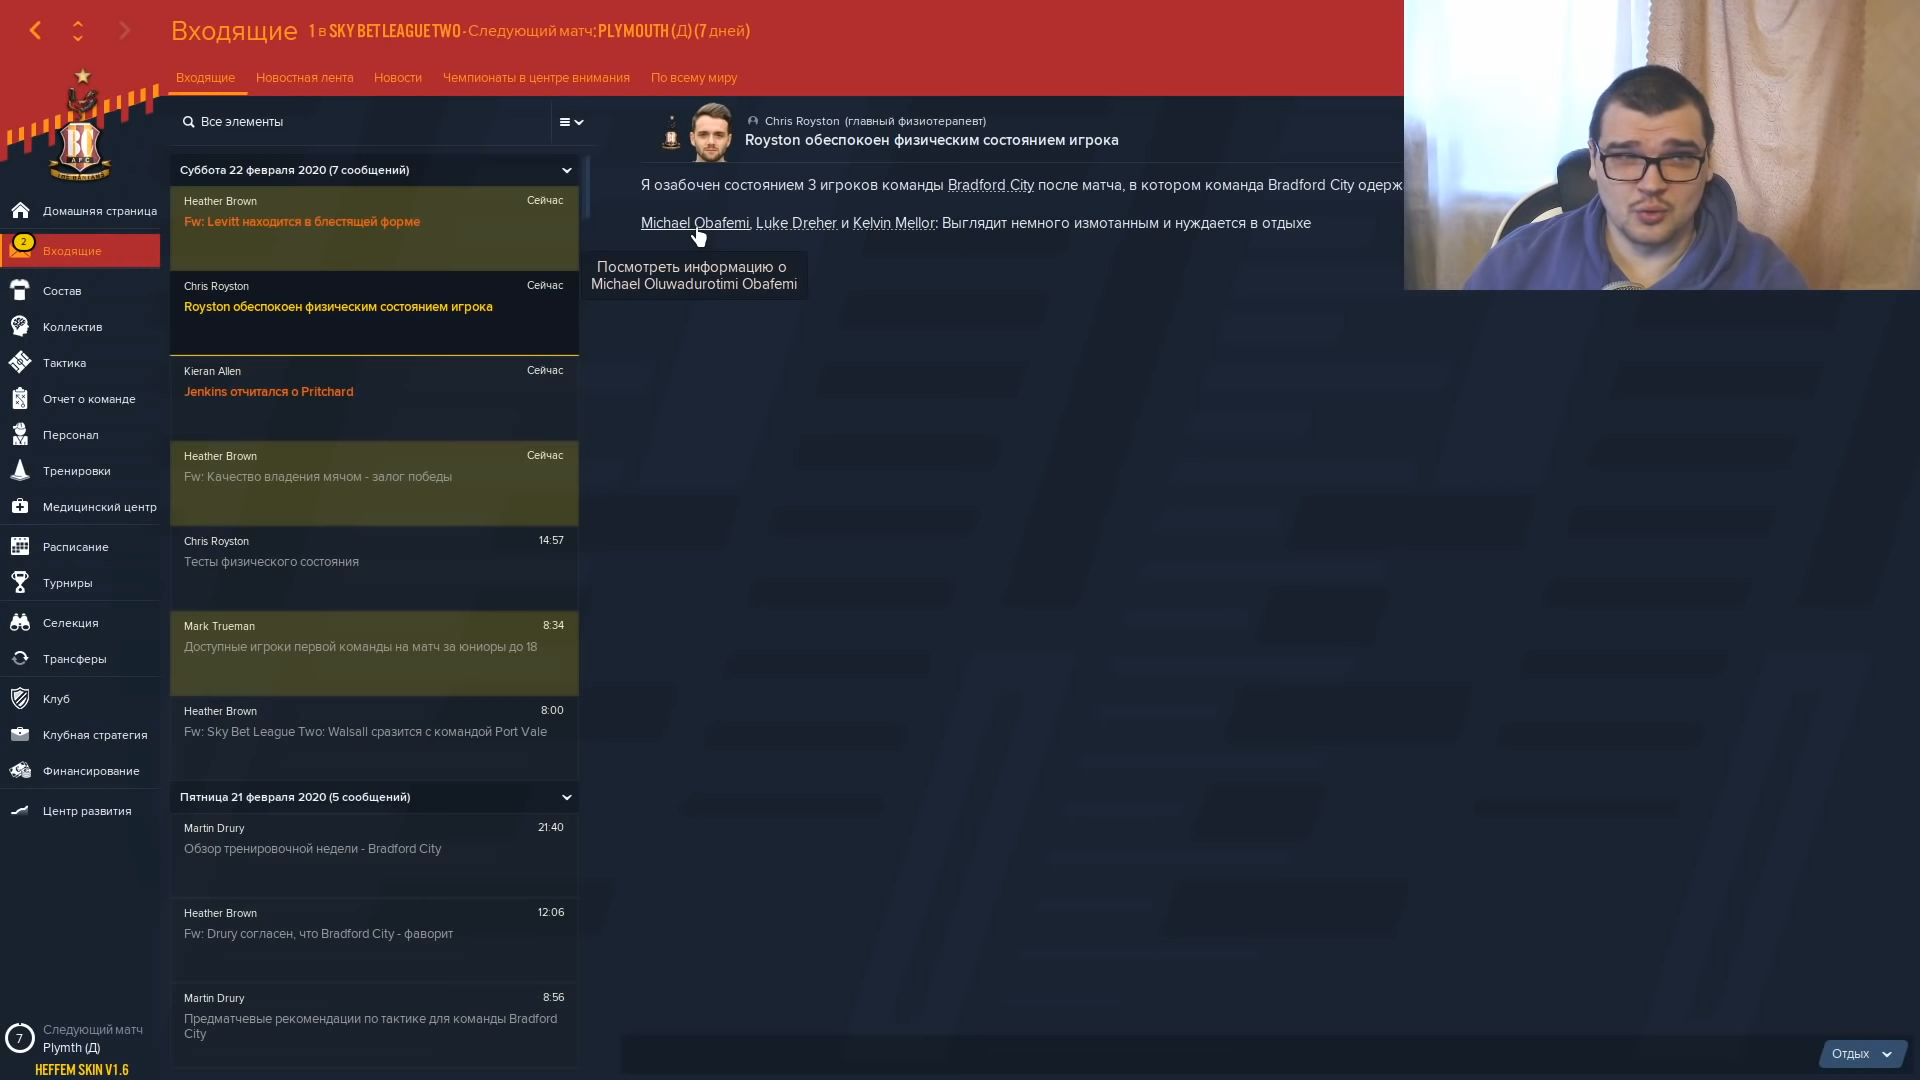 Входящие
1 в SKY BET LEAGUE TWO - Следующий матч: PLYMOUTH (Д) (7 дней)
Входящие Новостная лента Новости Чемпионаты в центре внимания По всему миру
Все элементы
Домашняя страница
2
Входящие
Состав
Коллектив
Тактика
Отчет о команде
Персонал
Тренировки
Медицинский центр
Расписание
Турниры
Селекция
Трансферы
Клуб
Клубная стратегия
Финансирование
Центр развития
7
Следующий матч
Plymth (Д)
HEFFEM SKIN V1.6
Суббота 22 февраля 2020 (7 сообщений)
Heather Brown Сейчас
Fw: Levitt находится в блестящей форме
Chris Royston Сейчас
Royston обеспокоен физическим состоянием игрока
Kieran Allen Сейчас
Jenkins отчитался о Pritchard
Heather Brown Сейчас
Fw: Качество владения мячом - залог победы
Chris Royston 14:57
Тесты физического состояния
Mark Trueman 8:34
Доступные игроки первой команды на матч за юниоры до 18
Heather Brown 8:00
Fw: Sky Bet League Two: Walsall сразится с командой Port Vale
Пятница 21 февраля 2020 (5 сообщений)
Martin Drury 21:40
Обзор тренировочной недели - Bradford City
Heather Brown 12:06
Fw: Drury согласен, что Bradford City - фаворит
Martin Drury 8:56
Предматчевые рекомендации по тактике для команды Bradford
City
Chris Royston (главный физиотерапевт)
Royston обеспокоен физическим состоянием игрока
Я озабочен состоянием 3 игроков команды Bradford City после матча, в котором команда Bradford City одерж
Michael Obafemi, Luke Dreher и Kelvin Mellor: Выглядит немного измотанным и нуждается в отдыхе
Посмотреть информацию о
Michael Oluwadurotimi Obafemi
Отдых